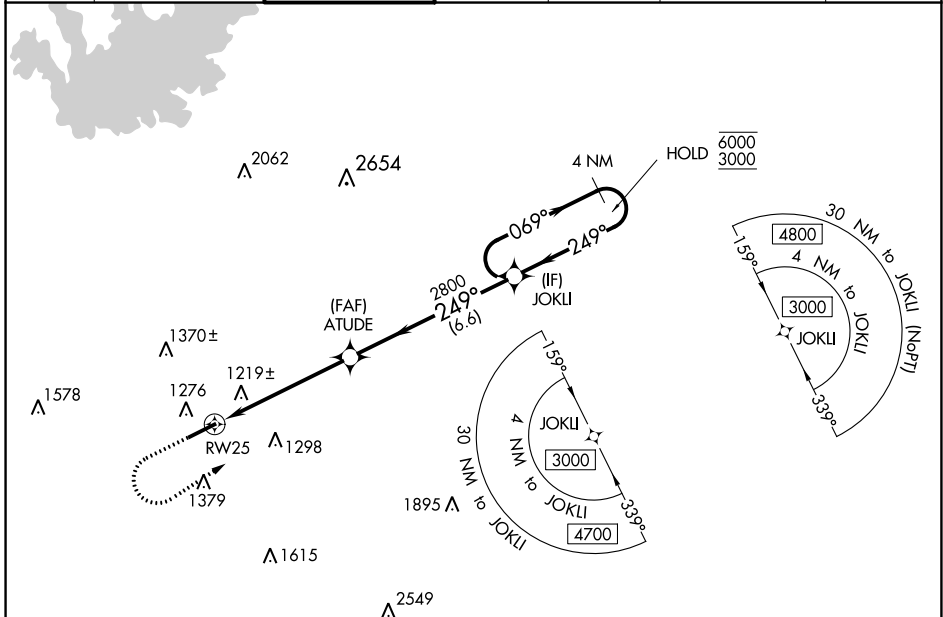 2062
2654
4 NM
HOLD
6000
3000
069°
249°
(IF)
JOKLI
2800
249°
(6.6)
(FAF)
ATUDE
30 NM to JOKLI (NoPT)
4800
159°
4 NM to JOKLI
3000
JOKLI
339°
1370±
1219±
1578
1276
RW25
1298
1379
159°
JOKLI
3000
4 NM to JOKLI
30 NM to JOKLI
339°
4700
1895
1615
2549